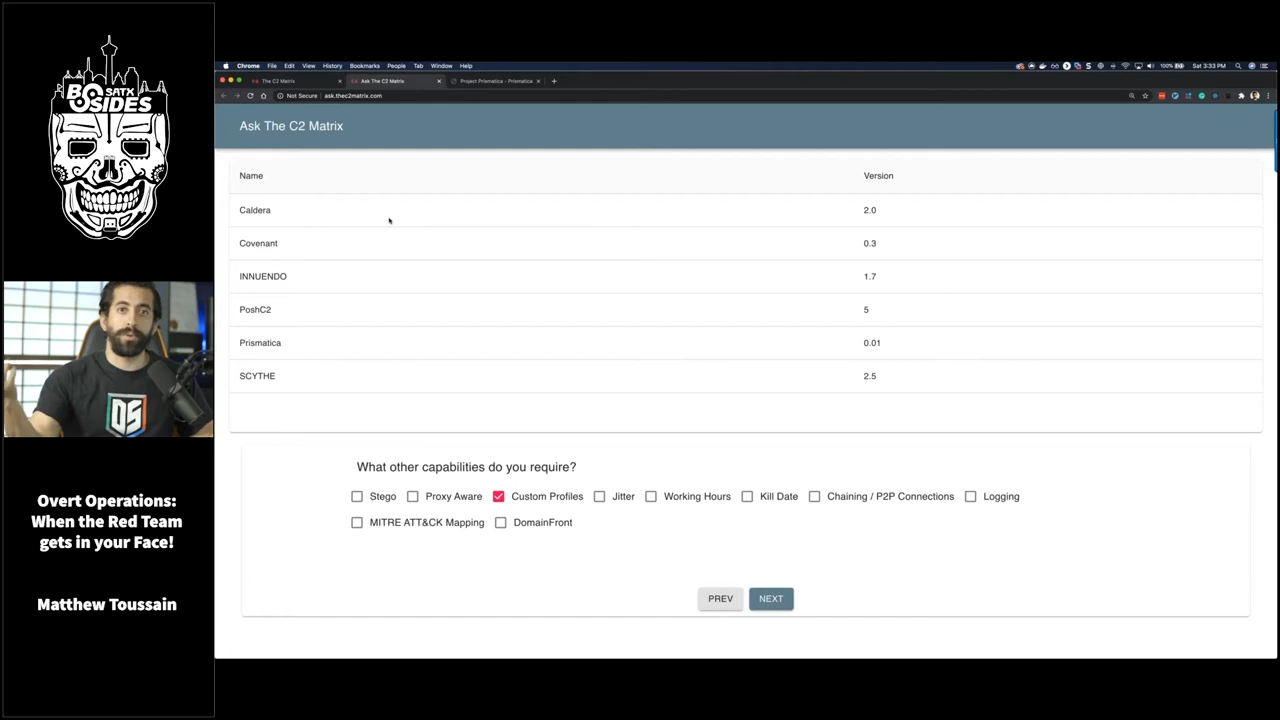 BSIDES
SATX
DS
Overt Operations:
When the Red Team
gets in your Face!
Matthew Toussain
Chrome File Edit View History Bookmarks People Tab Window Help
100% Sat 3:33 PM
The C2 Matrix
Ask The C2 Matrix
Project Prismatica - Prismatica
Not Secure | ask.thec2matrix.com
Ask The C2 Matrix
Name Version
Caldera 2.0
Covenant 0.3
INNUENDO 1.7
PoshC2 5
Prismatica 0.01
SCYTHE 2.5
What other capabilities do you require?
Stego Proxy Aware Custom Profiles Jitter Working Hours Kill Date Chaining / P2P Connections Logging
MITRE ATT&CK Mapping DomainFront
PREV NEXT